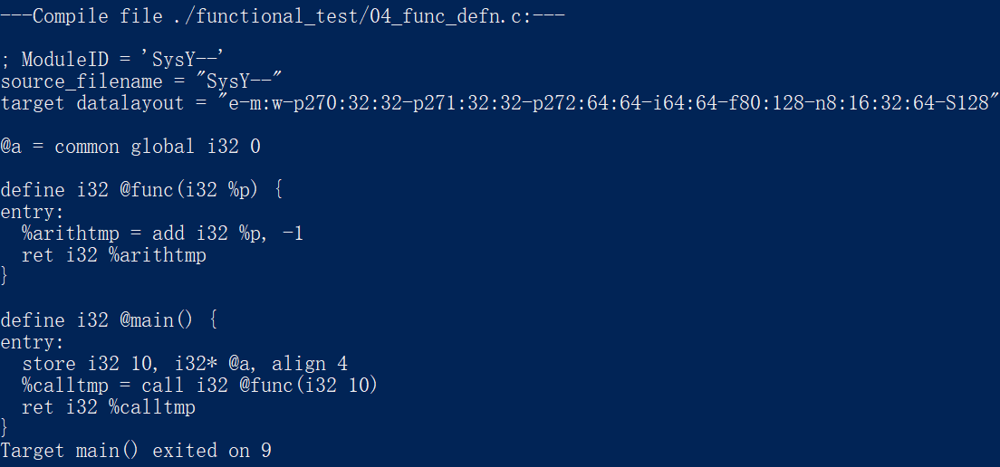 ---Compile file ./functional_test/04_func_defn.c:---
; ModuleID = 'SysY--'
source_filename = "SysY--"
target datalayout = "e-m:w-p270:32:32-p271:32:32-p272:64:64-i64:64-f80:128-n8:16:32:64-S128"
@a = common global i32 0
define i32 @func(i32 %p) {
entry:
  %arithtmp = add i32 %p, -1
  ret i32 %arithtmp
}
define i32 @main() {
entry:
  store i32 10, i32* @a, align 4
  %calltmp = call i32 @func(i32 10)
  ret i32 %calltmp
}
Target main() exited on 9